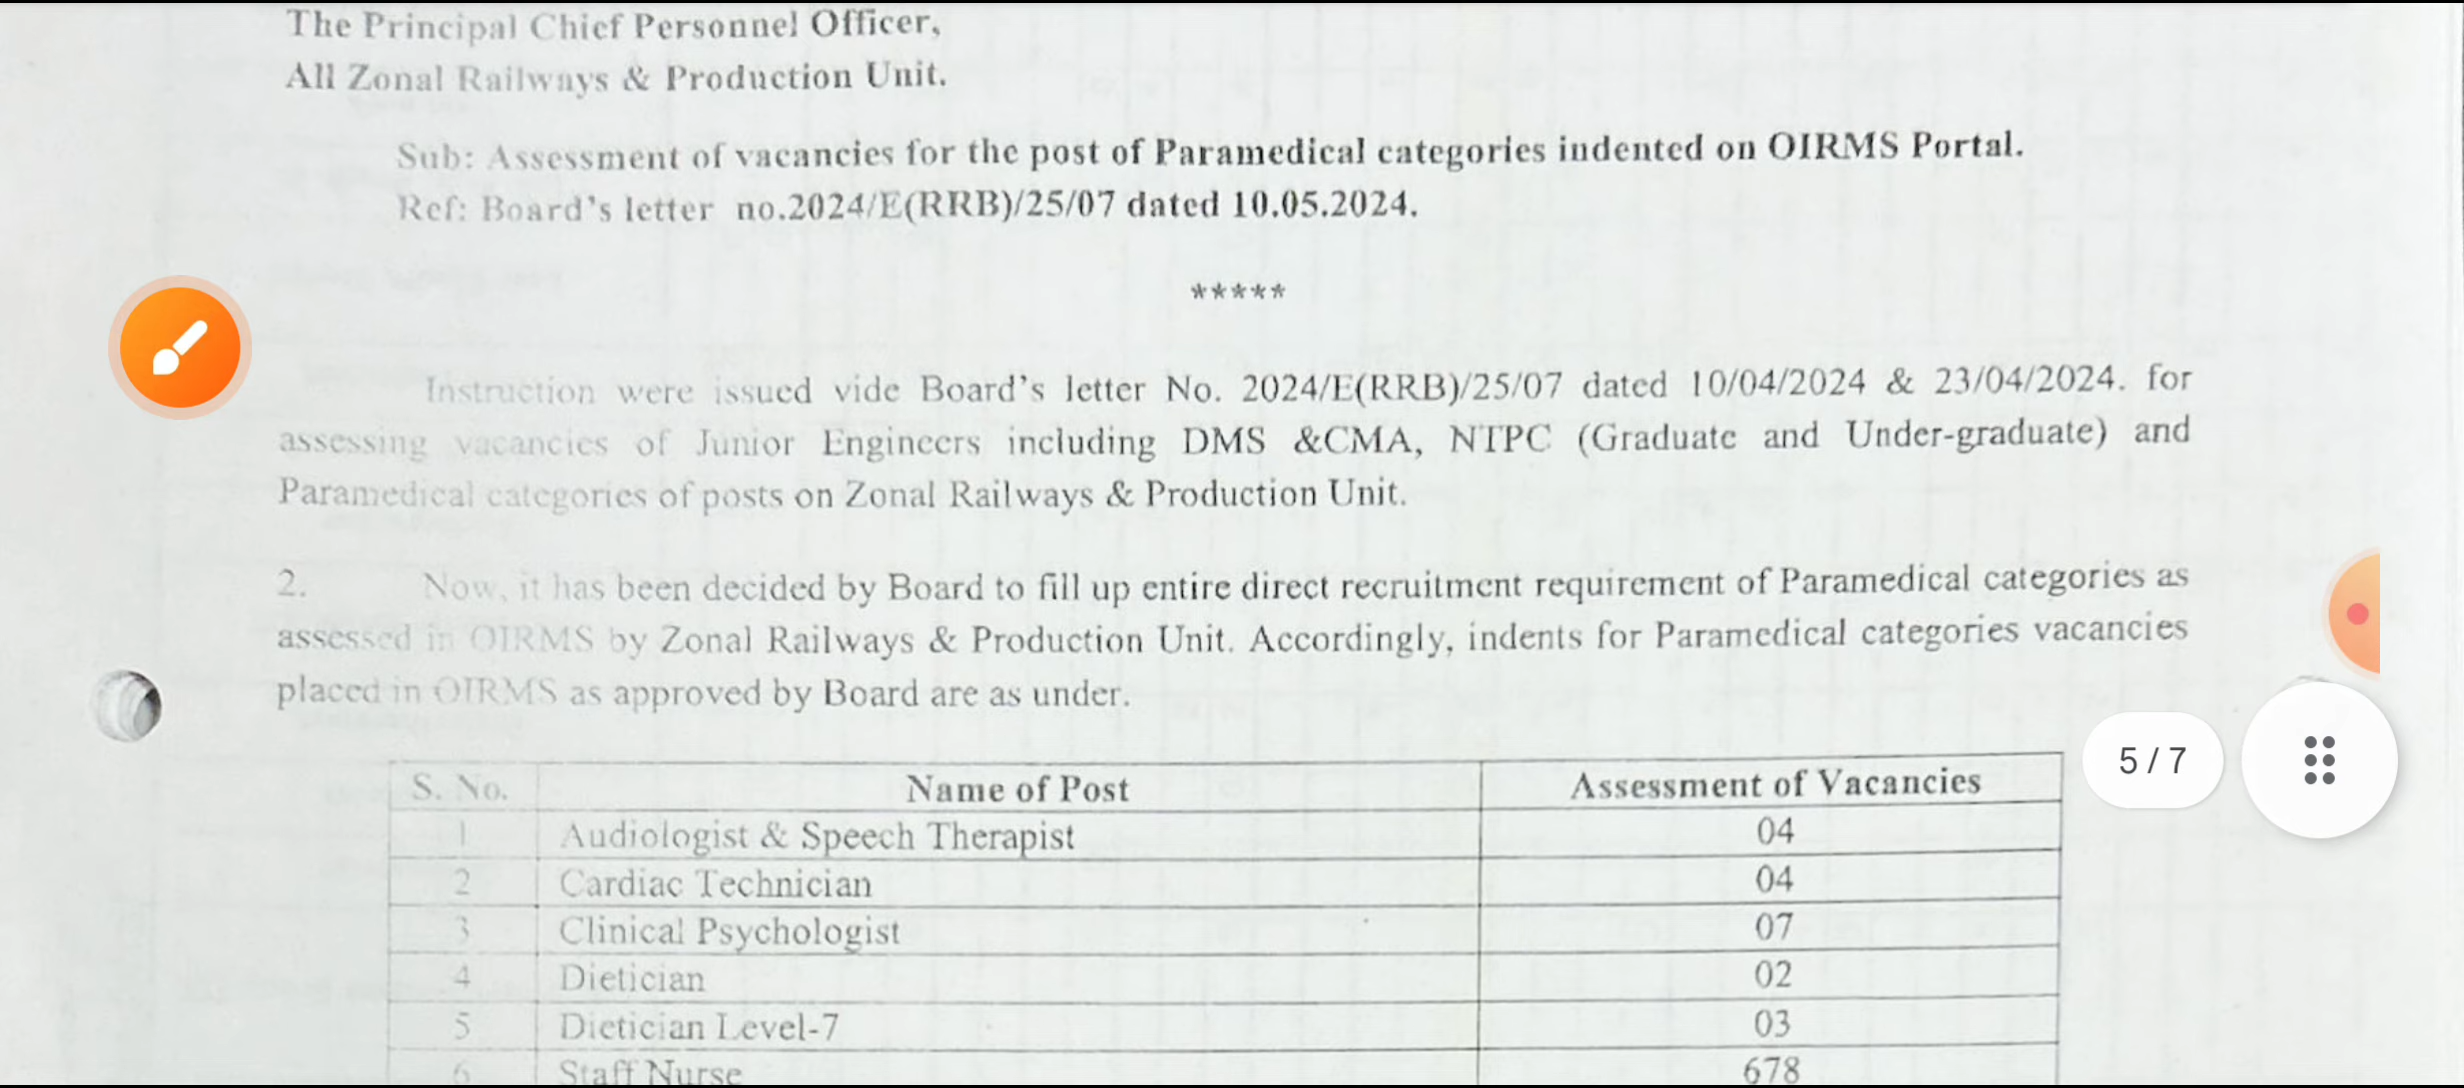 The Principal Chief Personnel Officer,
All Zonal Railways & Production Unit.
Sub: Assessment of vacancies for the post of Paramedical categories indented on OIRMS Portal.
Ref: Board's letter no.2024/E(RRB)/25/07 dated 10.05.2024.
*****
Instruction were issued vide Board's letter No. 2024/E(RRB)/25/07 dated 10/04/2024 & 23/04/2024. for
assessing vacancies of Junior Engineers including DMS &CMA, NTPC (Graduate and Under-graduate) and
Paramedical categories of posts on Zonal Railways & Production Unit.
2. Now, it has been decided by Board to fill up entire direct recruitment requirement of Paramedical categories as
assessed in OIRMS by Zonal Railways & Production Unit. Accordingly, indents for Paramedical categories vacancies
placed in OIRMS as approved by Board are as under.
5 / 7
S. No. Name of Post Assessment of Vacancies
1 Audiologist & Speech Therapist 04
2 Cardiac Technician 04
3 Clinical Psychologist 07
4 Dietician 02
5 Dietician Level-7 03
6 Staff Nurse 678